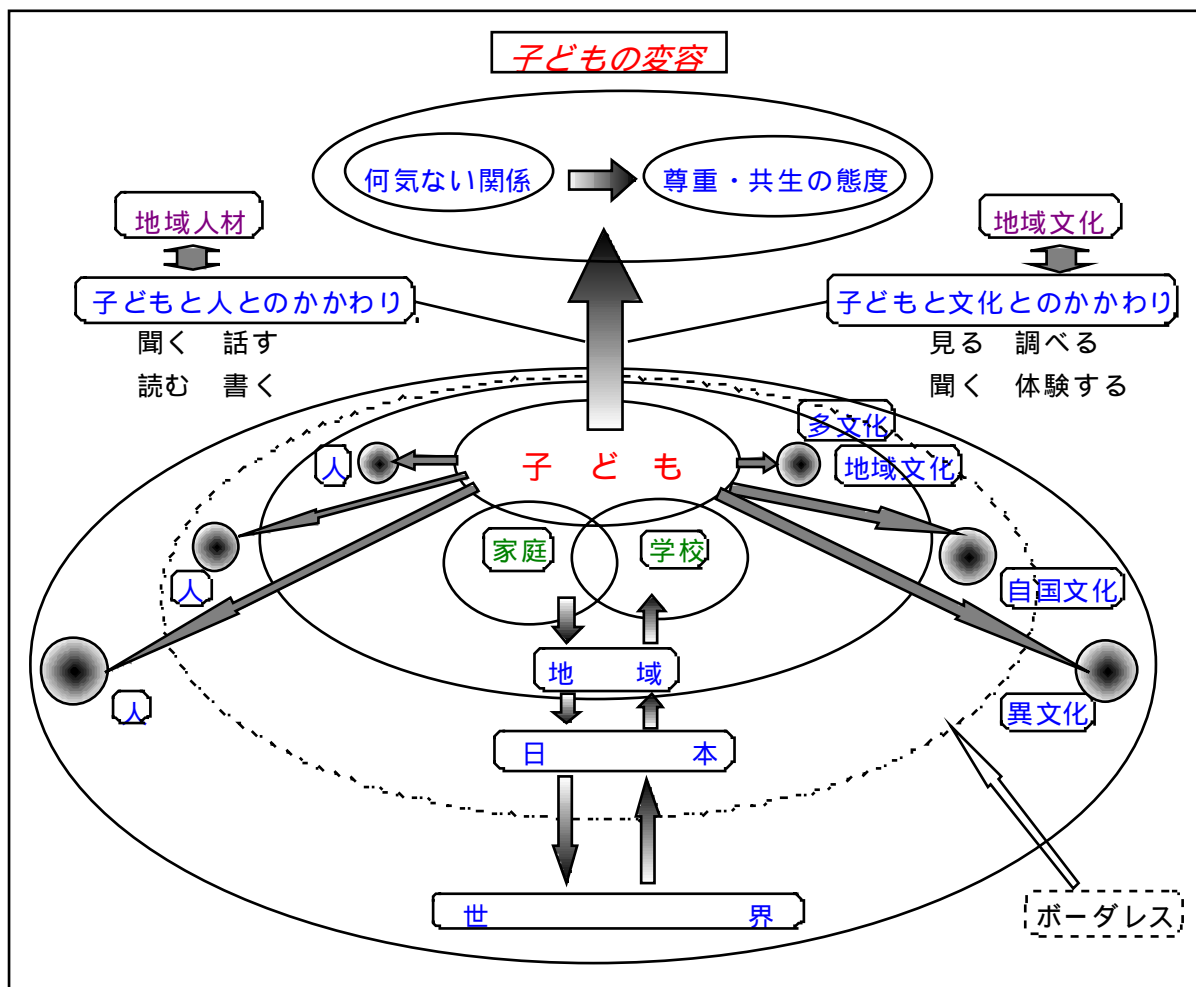 子どもの変容
何気ない関係
尊重・共生の態度
地域人材
地域文化
子どもと人とのかかわり
子どもと文化とのかかわり
聞く 話す
読む 書く
見る 調べる
聞く 体験する
多文化
人
子ども
地域文化
家庭
学校
人
自国文化
地域
人
異文化
日本
世界
ボーダレス